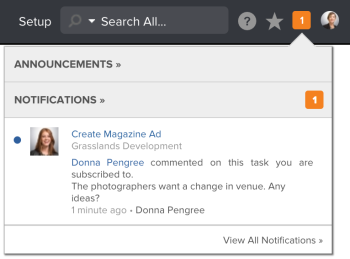 Setup Search All... ? 1
ANNOUNCEMENTS »
NOTIFICATIONS » 1
Create Magazine Ad
Grasslands Development
Donna Pengree commented on this task you are
subscribed to.
The photographers want a change in venue. Any
ideas?
1 minute ago - Donna Pengree
View All Notifications »